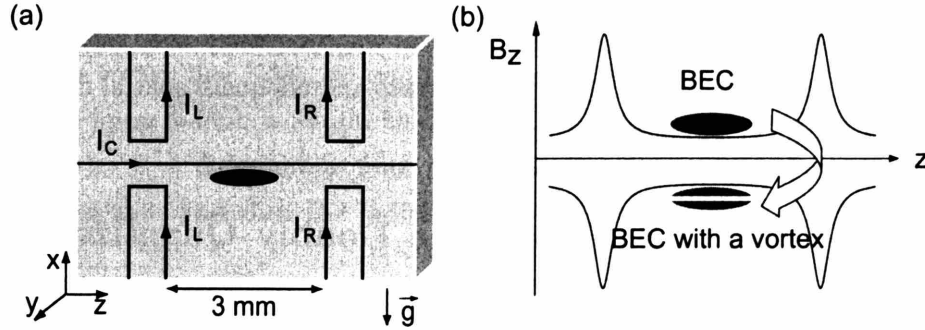 (a)
I_L
I_R
I_C
I_L
I_R
x
y
z
3 mm
g
(b)
B_z
BEC
z
BEC with a vortex